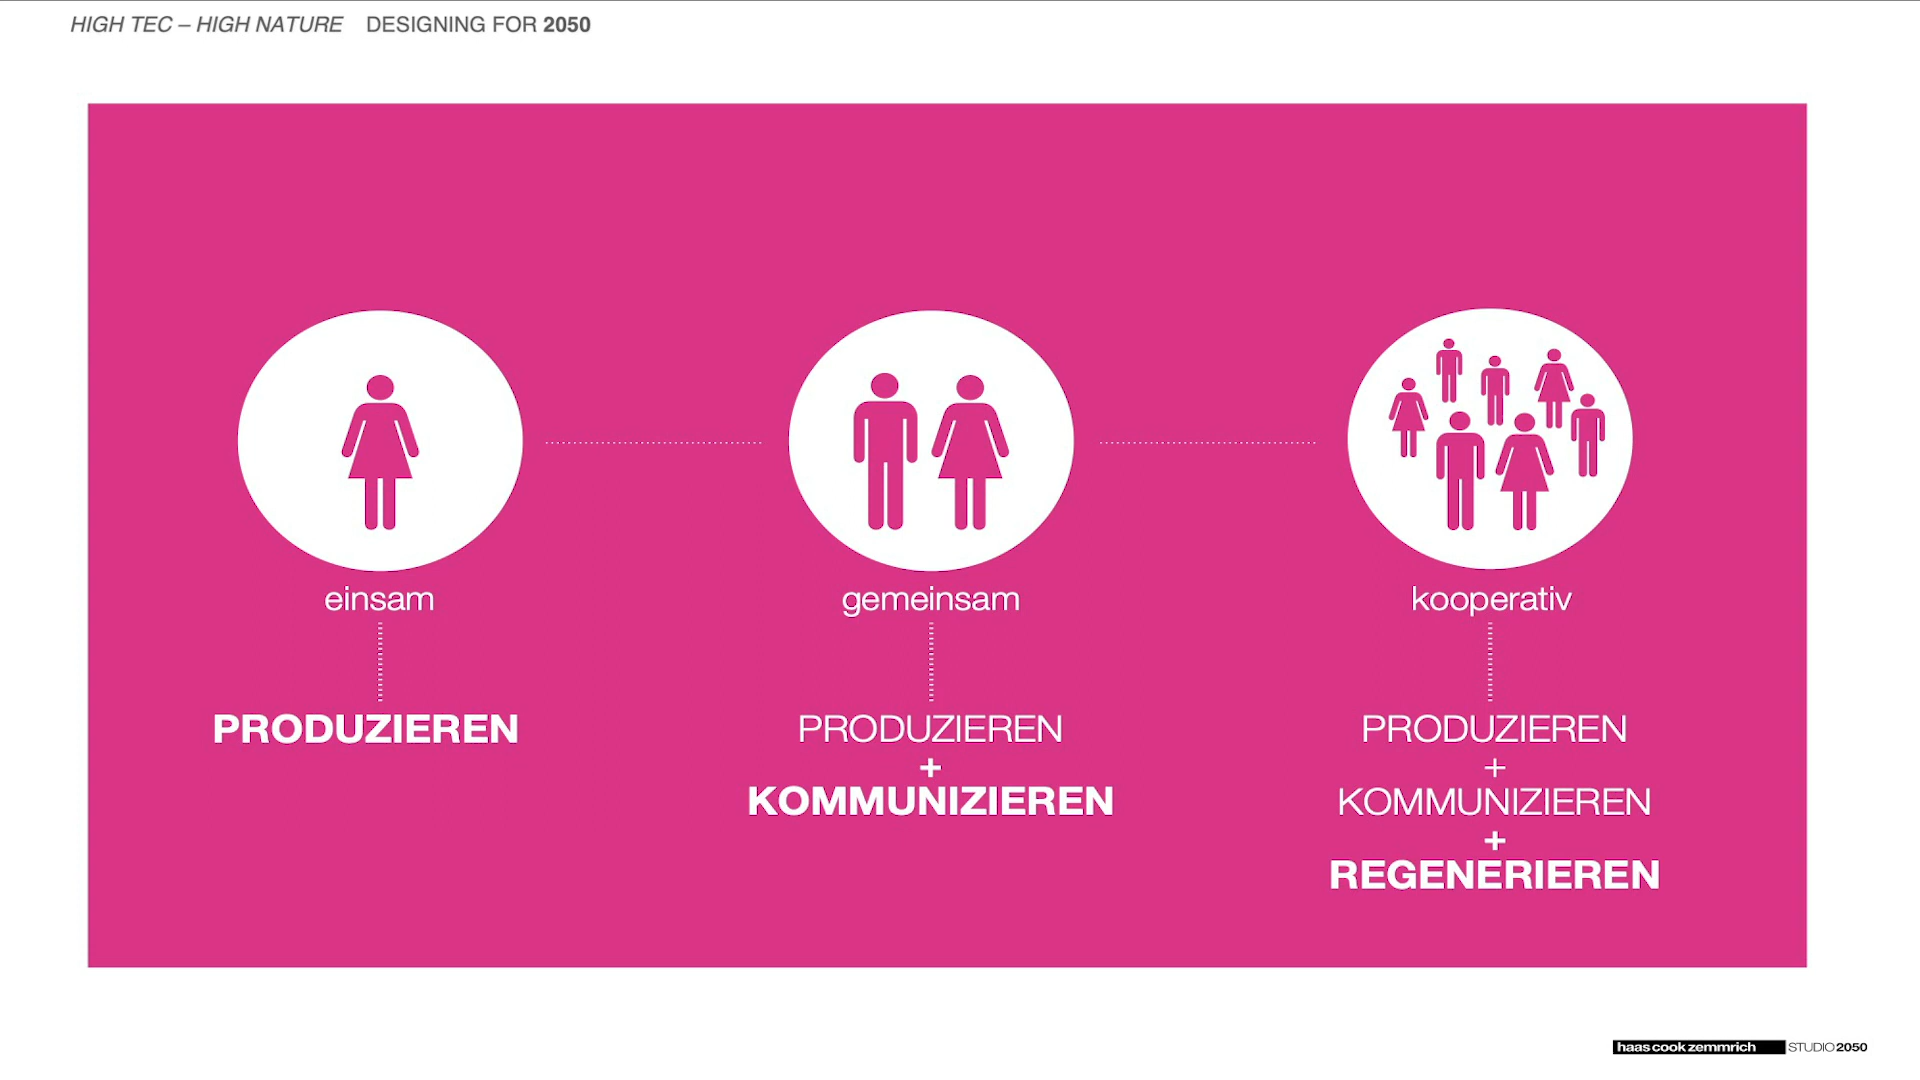 HIGH TEC – HIGH NATURE DESIGNING FOR 2050
einsam
PRODUZIEREN
gemeinsam
PRODUZIEREN
+
KOMMUNIZIEREN
kooperativ
PRODUZIEREN
+
KOMMUNIZIEREN
+
REGENERIEREN
haas cook zemmrich STUDIO2050